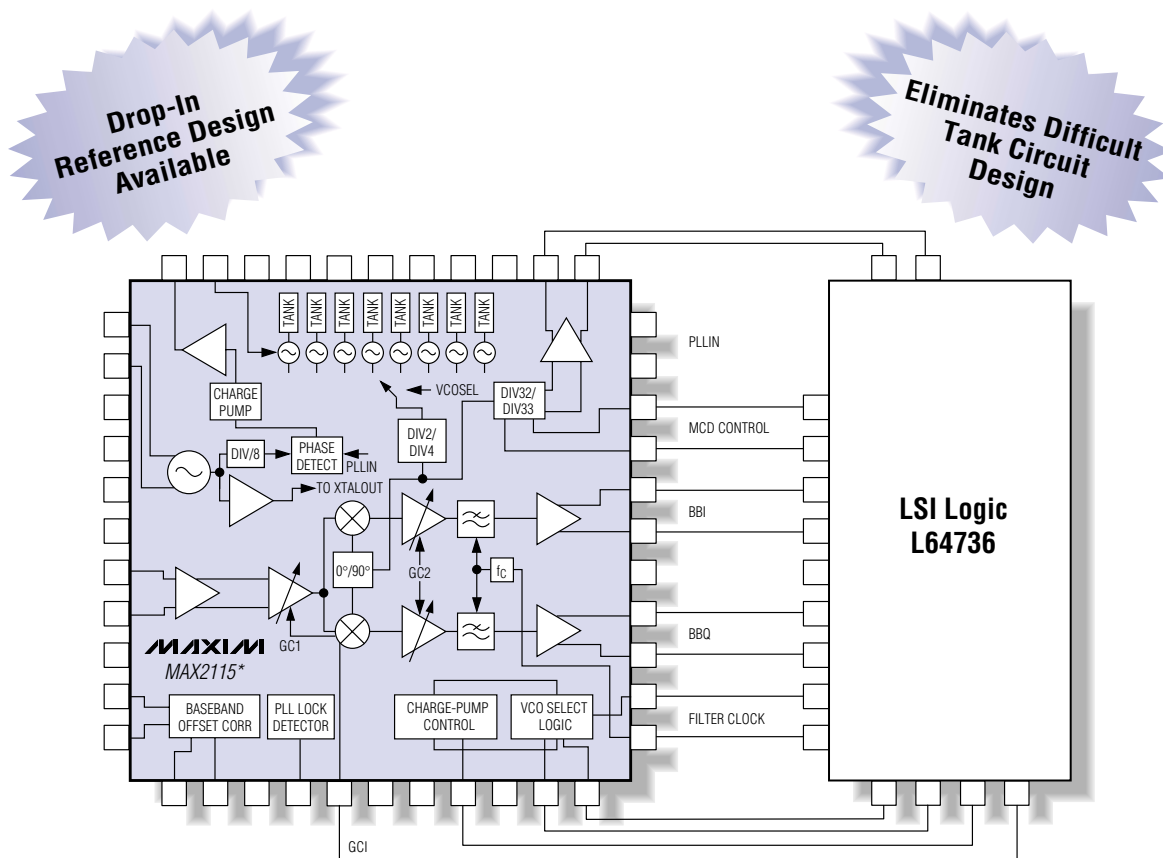 Drop-In
Reference Design
Available
Eliminates Difficult
Tank Circuit
Design
TANK
TANK
TANK
TANK
TANK
TANK
TANK
TANK
PLLIN
CHARGE
PUMP
VCOSEL
DIV32/
DIV33
DIV2/
DIV4
MCD CONTROL
DIV/8
PHASE
DETECT
PLLIN
TO XTALOUT
BBI
LSI Logic
L64736
0°/90°
GC2
fC
GC1
BBQ
MAXIM
MAX2115*
BASEBAND
OFFSET CORR
PLL LOCK
DETECTOR
CHARGE-PUMP
CONTROL
VCO SELECT
LOGIC
FILTER CLOCK
GCI